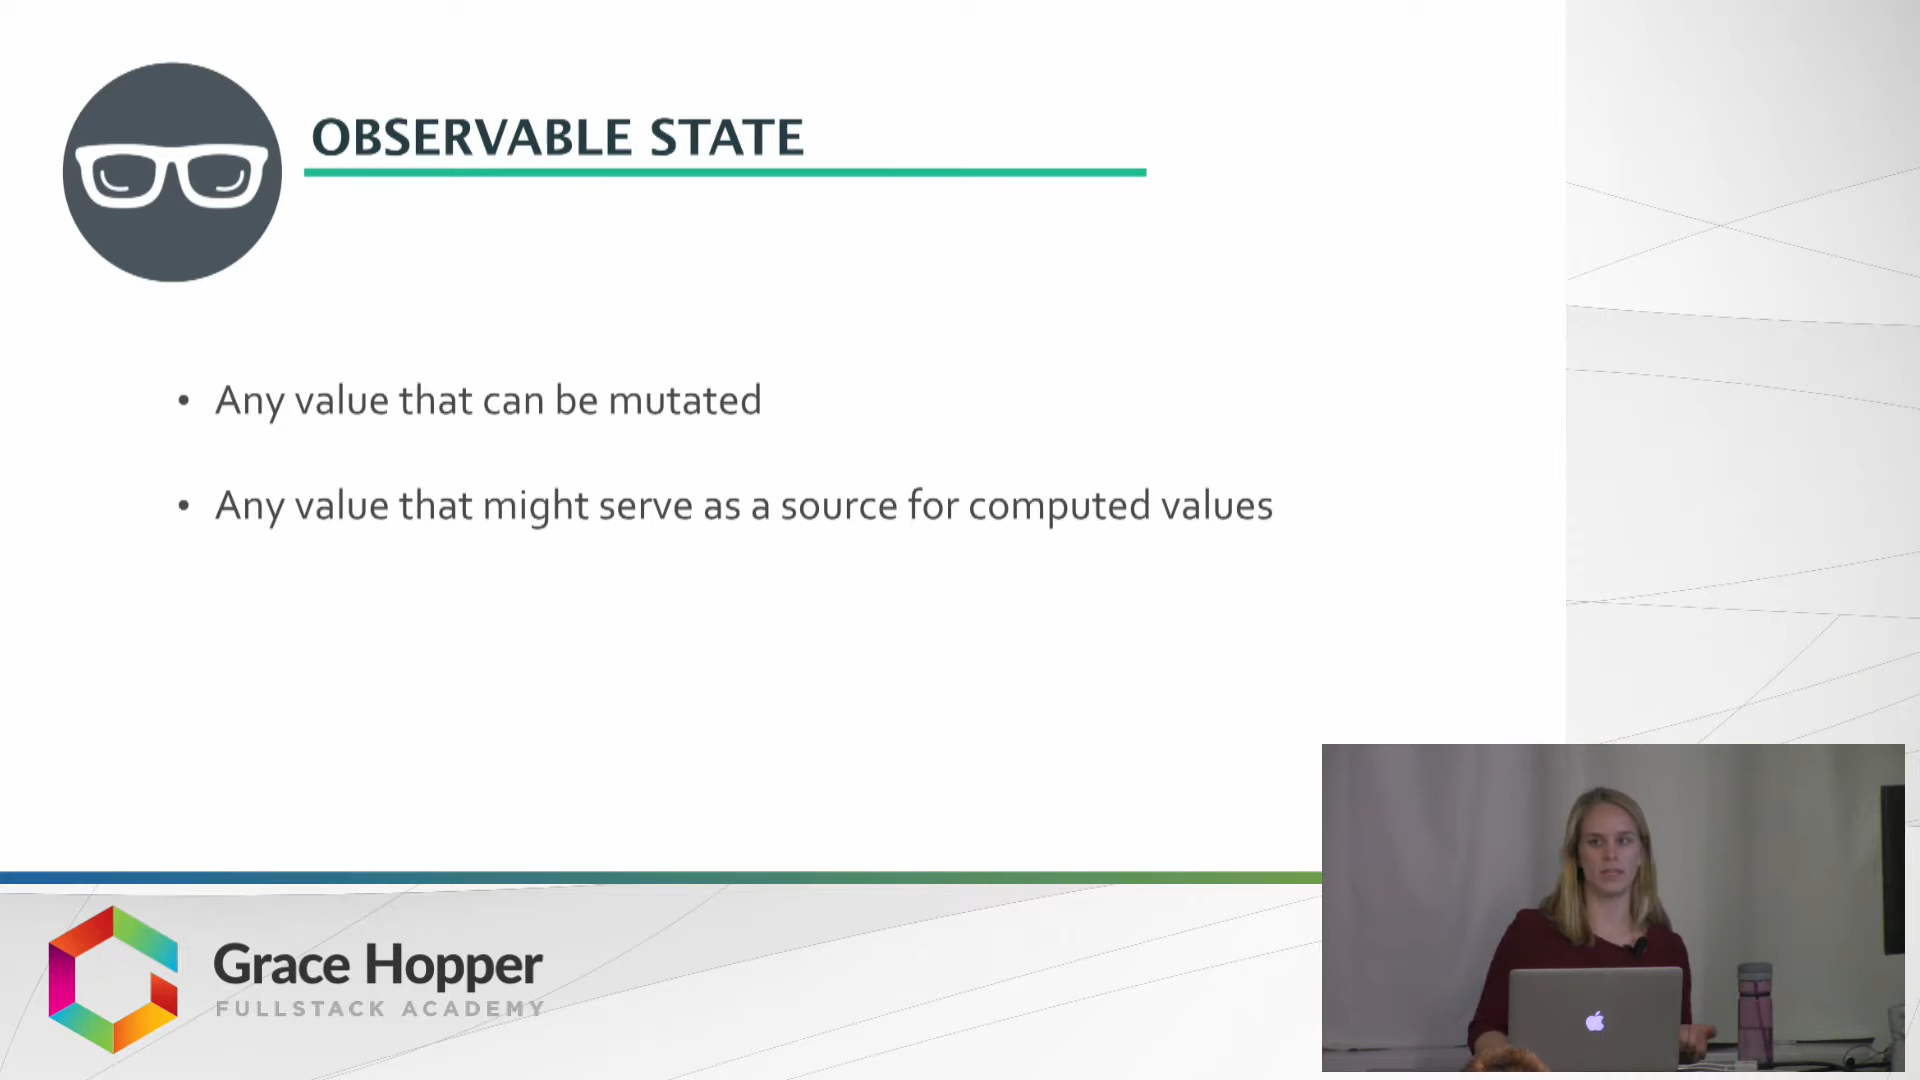 OBSERVABLE STATE
• Any value that can be mutated
• Any value that might serve as a source for computed values
Grace Hopper
FULLSTACK ACADEMY